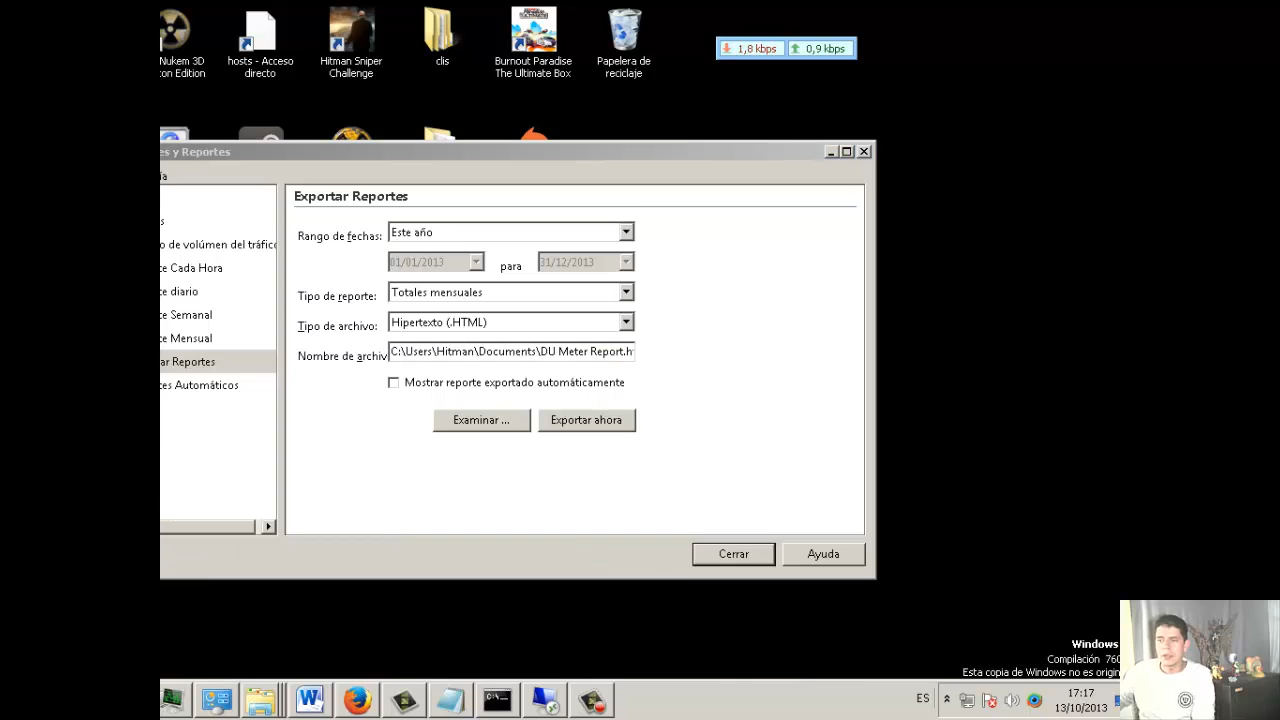 Nukem 3D
on Edition
hosts - Acceso
directo
Hitman Sniper
Challenge
clis
Burnout Paradise
The Ultimate Box
Papelera de
reciclaje
1,8 kbps
0,9 kbps
es y Reportes
ía
s
o de volúmen del tráfico
te Cada Hora
te diario
te Semanal
te Mensual
ar Reportes
tes Automáticos
Exportar Reportes
Rango de fechas:
Este año
01/01/2013
para
31/12/2013
Tipo de reporte:
Totales mensuales
Tipo de archivo:
Hipertexto (.HTML)
Nombre de archiv
C:\Users\Hitman\Documents\DU Meter Report.h
Mostrar reporte exportado automáticamente
Examinar ...
Exportar ahora
Cerrar
Ayuda
Windows
Compilación 760
Esta copia de Windows no es origin
ES
17:17
13/10/2013